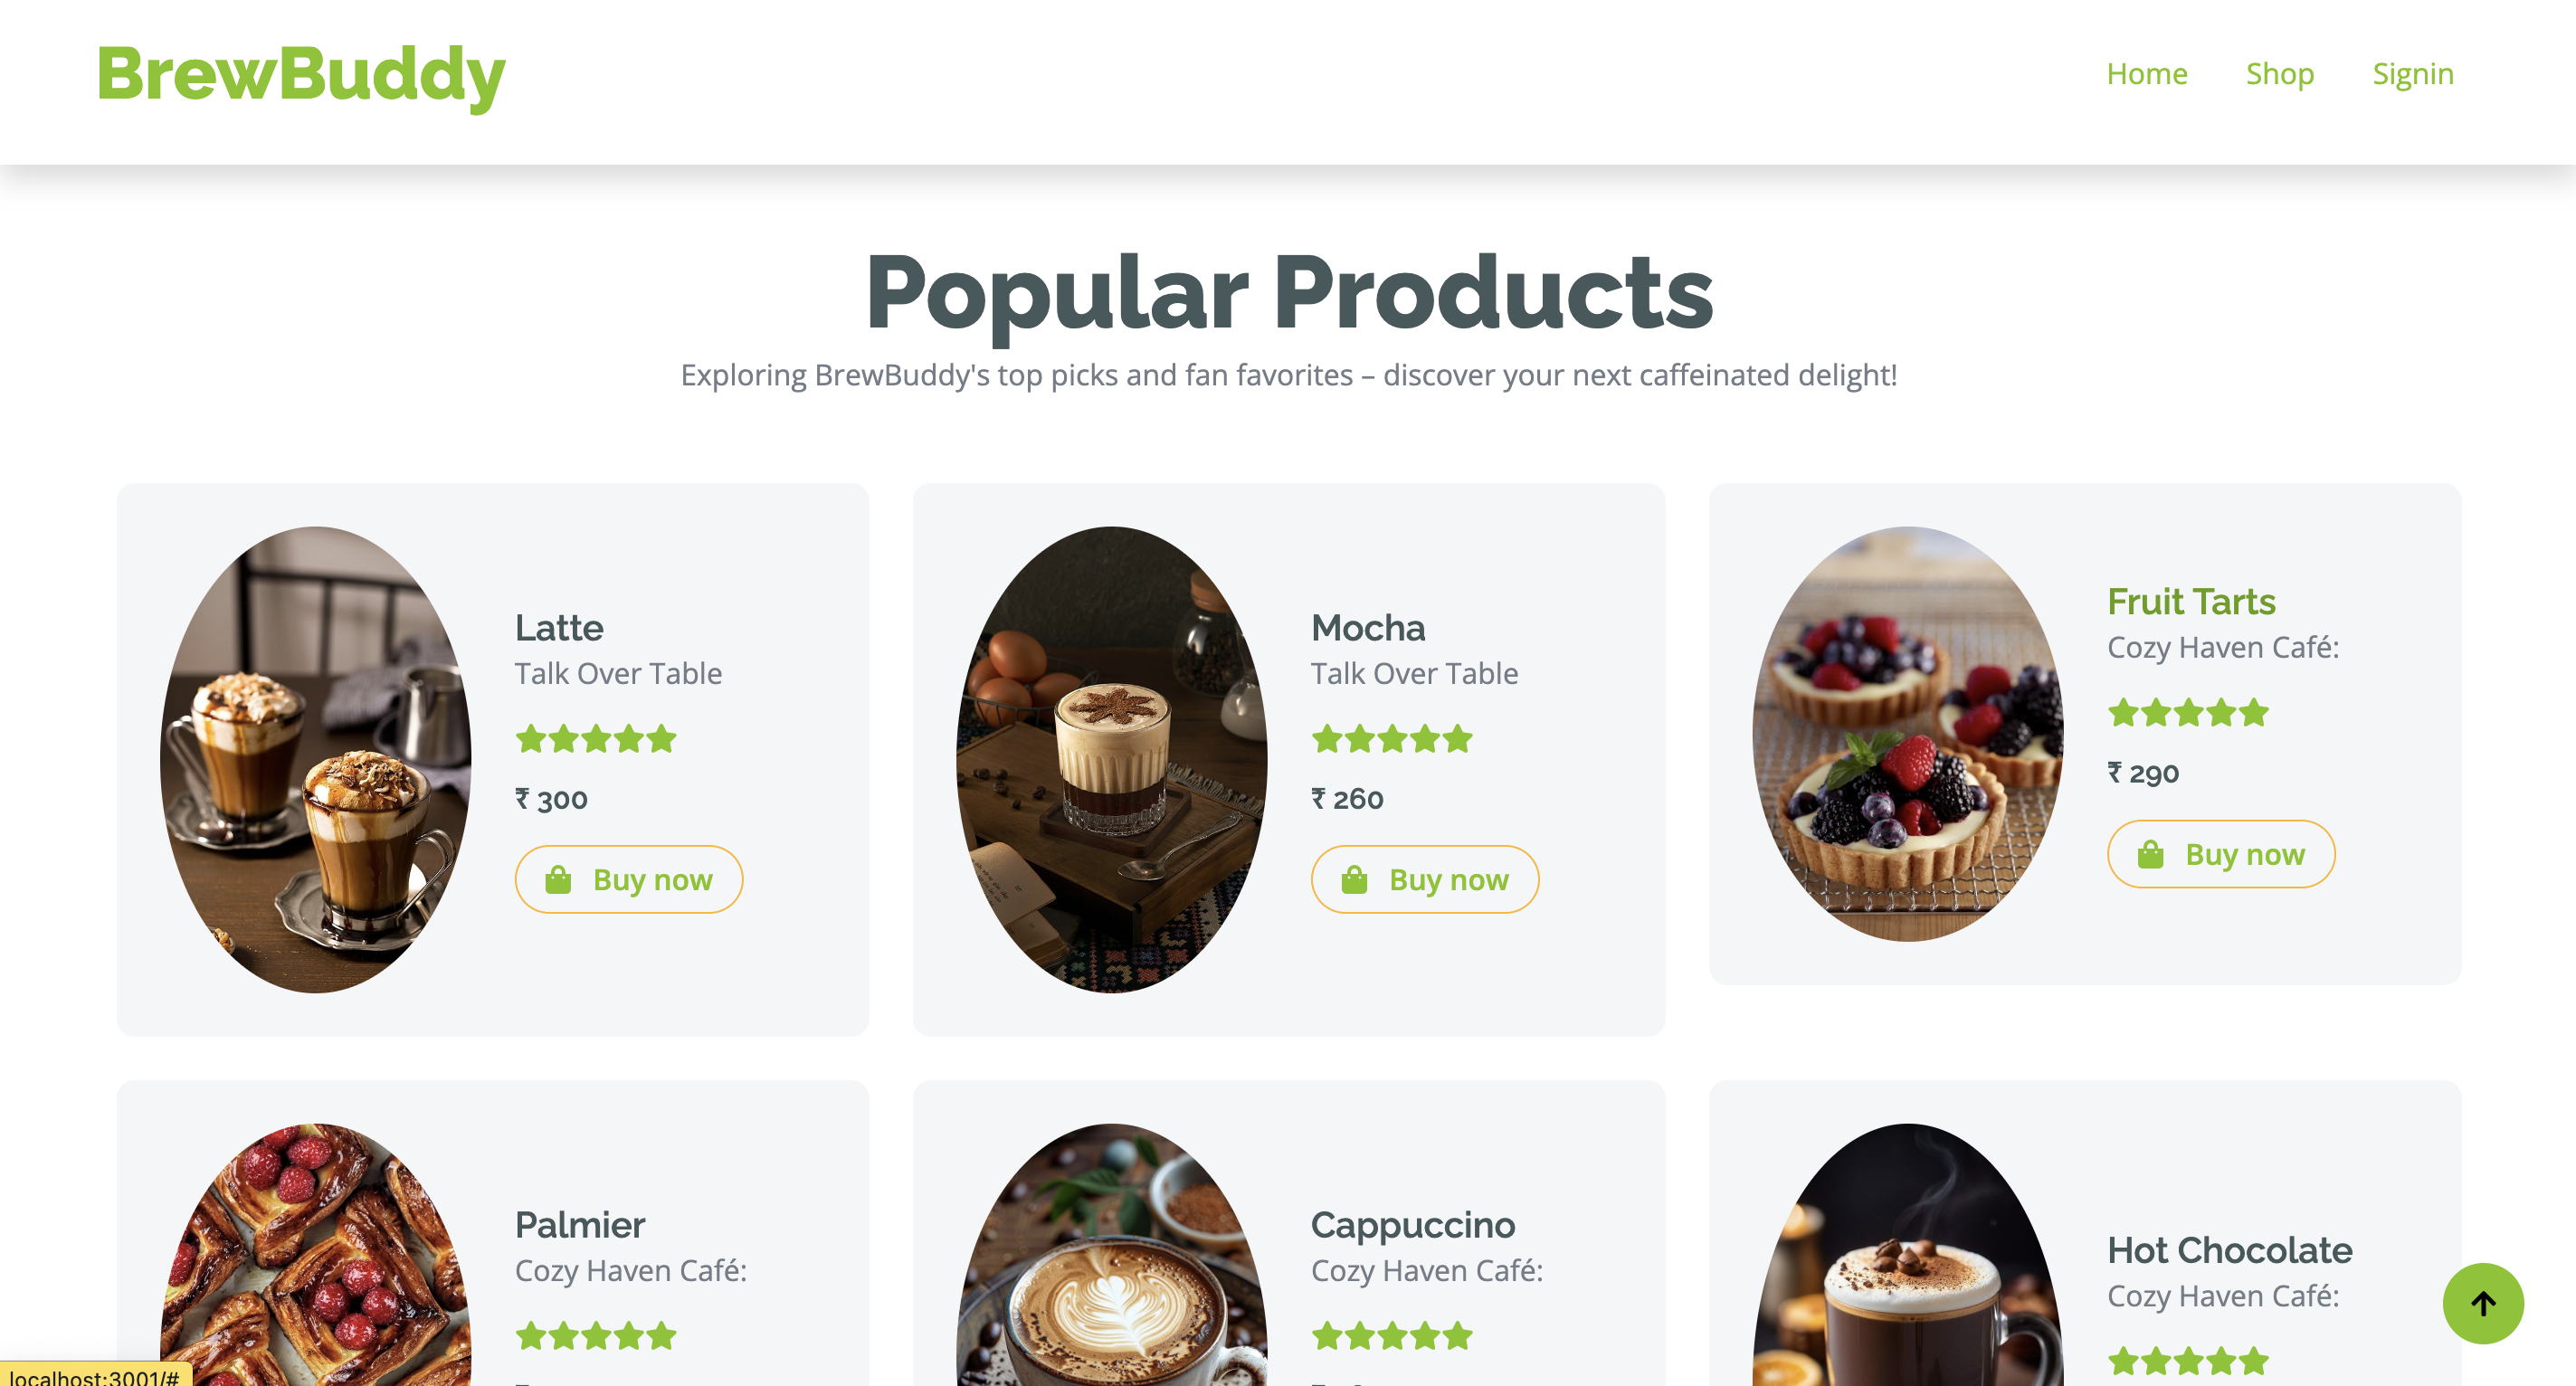 BrewBuddy
Home Shop Signin
Popular Products
Exploring BrewBuddy's top picks and fan favorites – discover your next caffeinated delight!
Latte
Talk Over Table
₹ 300
Buy now
Mocha
Talk Over Table
₹ 260
Buy now
Fruit Tarts
Cozy Haven Café:
₹ 290
Buy now
Palmier
Cozy Haven Café:
Cappuccino
Cozy Haven Café:
Hot Chocolate
Cozy Haven Café:
localhost:3001/#